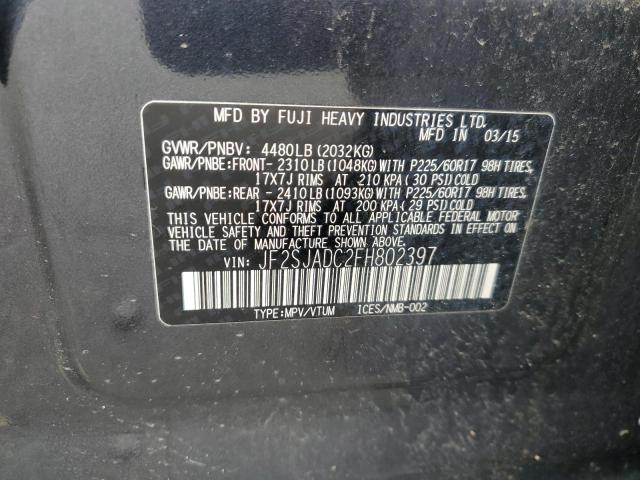 MFD BY FUJI HEAVY INDUSTRIES LTD.
MFD IN 03/15
GVWR/PNBV: 4480LB (2032KG)
GAWR/PNBE:FRONT- 2310LB(1048KG)WITH P225/60R17 98H TIRES,
17X7J RIMS AT 210 KPA( 30 PSI)COLD
GAWR/PNBE:REAR - 2410LB(1093KG)WITH P225/60R17 98H TIRES,
17X7J RIMS AT 200 KPA( 29 PSI)COLD
THIS VEHICLE CONFORMS TO ALL APPLICABLE FEDERAL MOTOR
VEHICLE SAFETY, BUMPER, AND THEFT PREVENTION STANDARDS
IN EFFECT ON THE DATE OF MANUFACTURE SHOWN ABOVE.
VIN: JF2SJADC2FH802397
TYPE:MPV/VTUM ICES/NMB-002